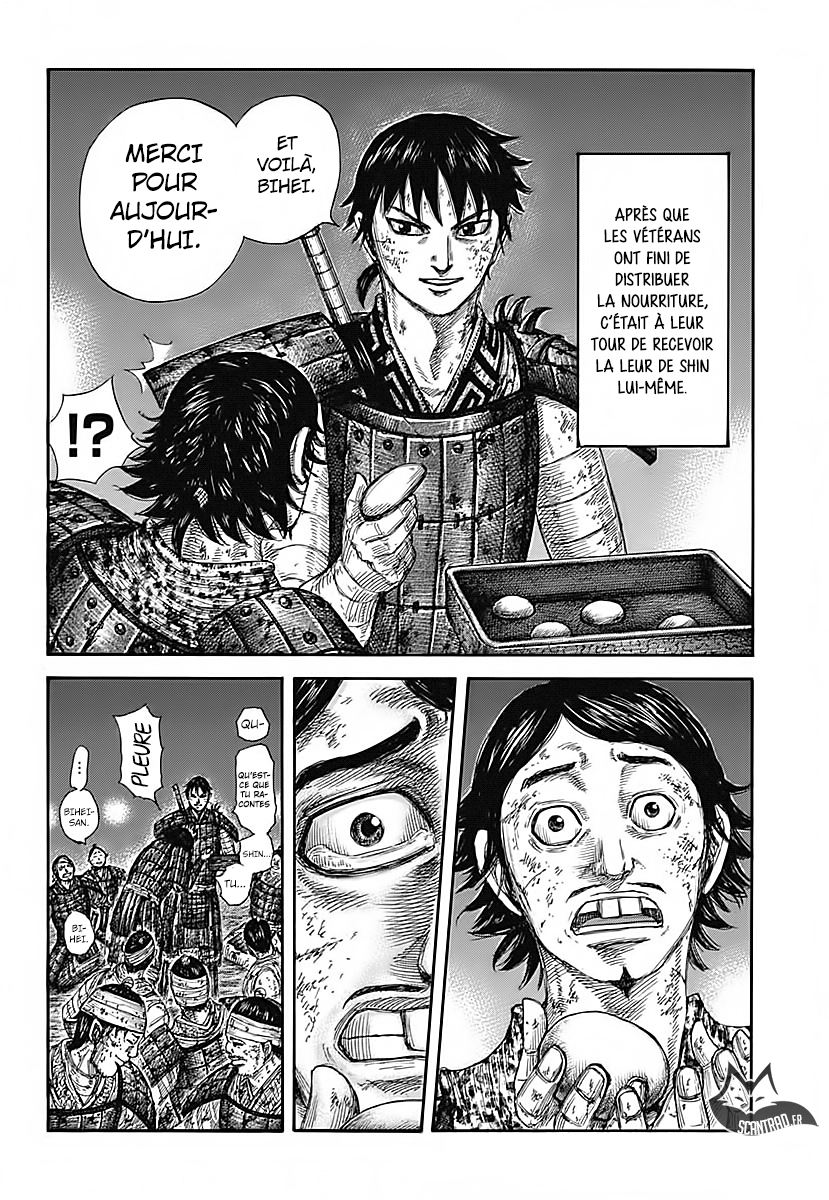 APRÈS QUE
LES VÉTÉRANS
ONT FINI DE
DISTRIBUER
LA NOURRITURE,
C'ÉTAIT À LEUR
TOUR DE RECEVOIR
LA LEUR DE SHIN
LUI-MÊME.
ET
VOILÀ,
BIHEI.
MERCI
POUR
AUJOUR-
D'HUI.
!?
QU-
QU'EST-
CE QUE
TU RA-
CONTES
SHIN...
TU...
PLEURE
...
BIHEI-
SAN.
BI-
HEI.
SCANTRAD.FR